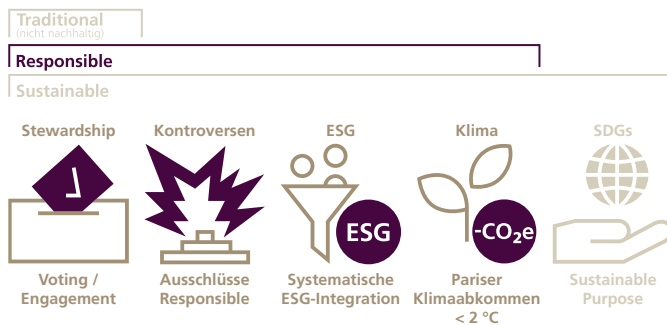 Traditional
(nicht nachhaltig)
Responsible
Sustainable
Stewardship
Kontroversen
ESG
Klima
SDGs
ESG
-CO₂e
Voting /
Engagement
Ausschlüsse
Responsible
Systematische
ESG-Integration
Pariser
Klimaabkommen
< 2 °C
Sustainable
Purpose